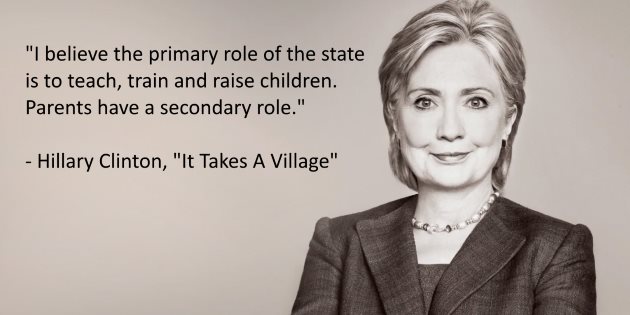 "I believe the primary role of the state
is to teach, train and raise children.
Parents have a secondary role."
- Hillary Clinton, "It Takes A Village"